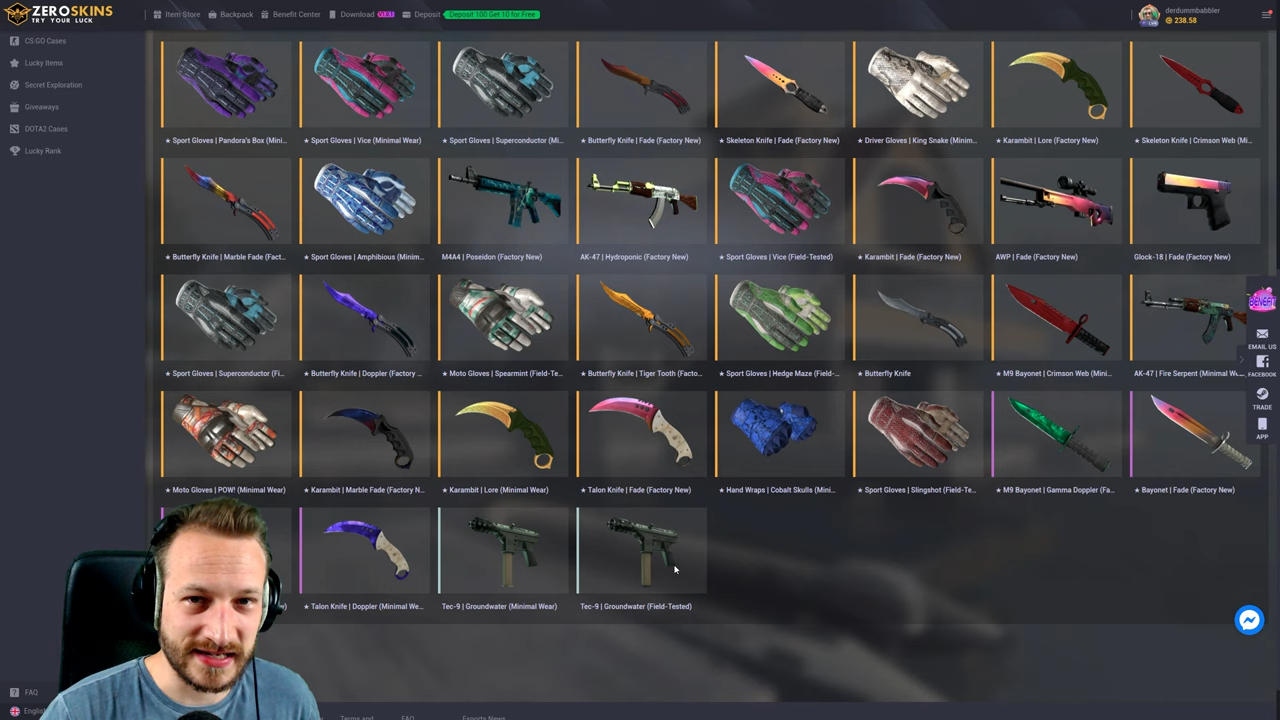 ZEROSKINS
TRY YOUR LUCK
Item Store
Backpack
Benefit Center
Download
Deposit
Deposit 100 Get 10 for Free
derdummbabbler
238.58
CS:GO Cases
Lucky Items
Secret Exploration
Giveaways
DOTA2 Cases
Lucky Rank
★ Sport Gloves | Pandora's Box (Mini...
★ Sport Gloves | Vice (Minimal Wear)
★ Sport Gloves | Superconductor (Mi...
★ Butterfly Knife | Fade (Factory New)
★ Skeleton Knife | Fade (Factory New)
★ Driver Gloves | King Snake (Minim...
★ Karambit | Lore (Factory New)
★ Skeleton Knife | Crimson Web (Mi...
★ Butterfly Knife | Marble Fade (Fact...
★ Sport Gloves | Amphibious (Minim...
M4A4 | Poseidon (Factory New)
AK-47 | Hydroponic (Factory New)
★ Sport Gloves | Vice (Field-Tested)
★ Karambit | Fade (Factory New)
AWP | Fade (Factory New)
Glock-18 | Fade (Factory New)
★ Sport Gloves | Superconductor (Fi...
★ Butterfly Knife | Doppler (Factory ...
★ Moto Gloves | Spearmint (Field-Te...
★ Butterfly Knife | Tiger Tooth (Facto...
★ Sport Gloves | Hedge Maze (Field-...
★ Butterfly Knife
★ M9 Bayonet | Crimson Web (Mini...
AK-47 | Fire Serpent (Minimal We...
★ Moto Gloves | POW! (Minimal Wear)
★ Karambit | Marble Fade (Factory N...
★ Karambit | Lore (Minimal Wear)
★ Talon Knife | Fade (Factory New)
★ Hand Wraps | Cobalt Skulls (Mini...
★ Sport Gloves | Slingshot (Field-Te...
★ M9 Bayonet | Gamma Doppler (Fa...
★ Bayonet | Fade (Factory New)
★ Talon Knife | Doppler (Minimal We...
Tec-9 | Groundwater (Minimal Wear)
Tec-9 | Groundwater (Field-Tested)
BENEFIT
EMAIL US
FACEBOOK
TRADE
APP
FAQ
English
Terms and
FAQ
Esports News